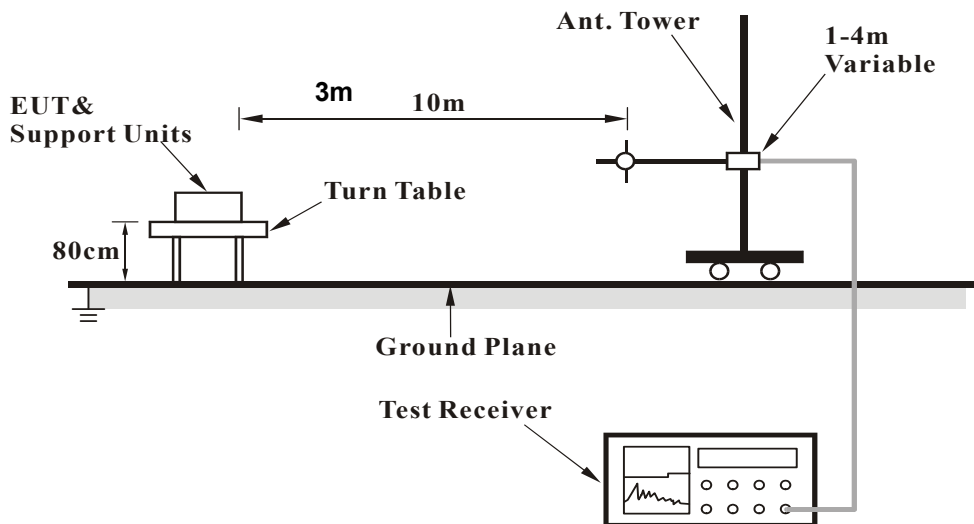 Ant. Tower
1-4m
Variable
3m
10m
EUT&
Support Units
Turn Table
80cm
Ground Plane
Test Receiver